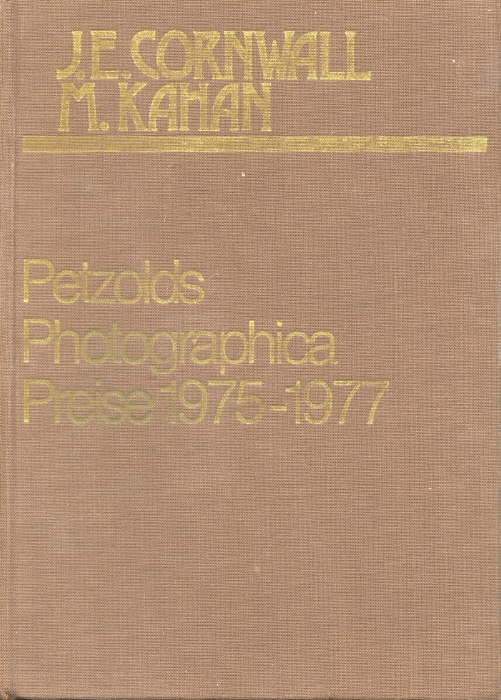 J.E. CORNWALL
M. KAHAN
Petzolds
Photographica
Preise 1975-1977